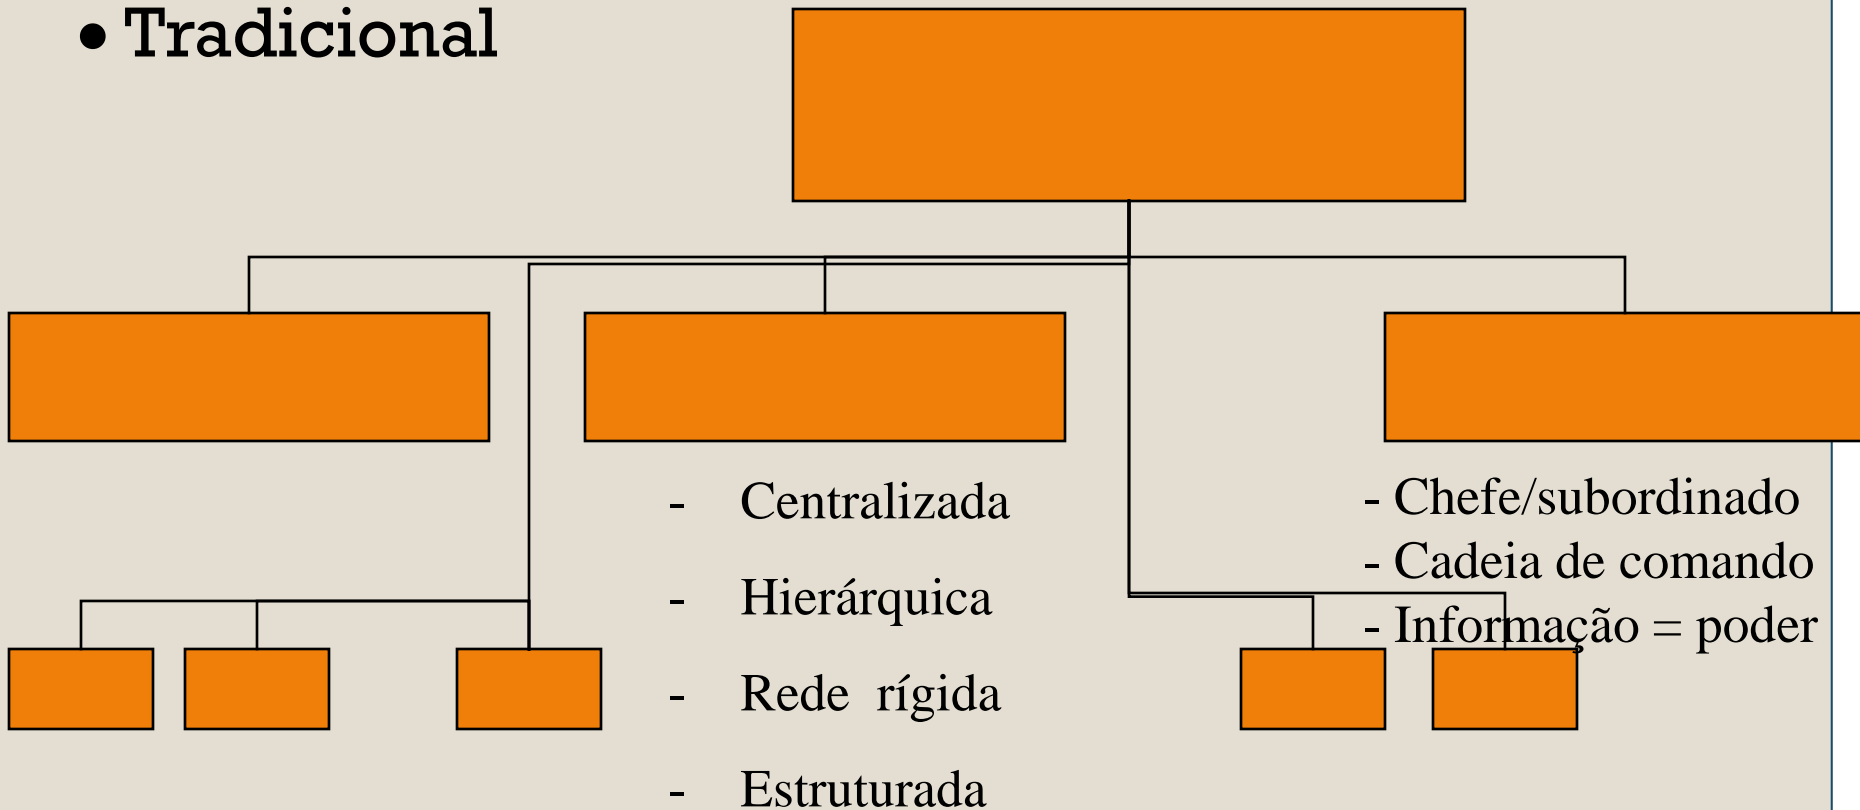 • Tradicional
- Centralizada
- Hierárquica
- Rede rígida
- Estruturada
- Chefe/subordinado
- Cadeia de comando
- Informação = poder